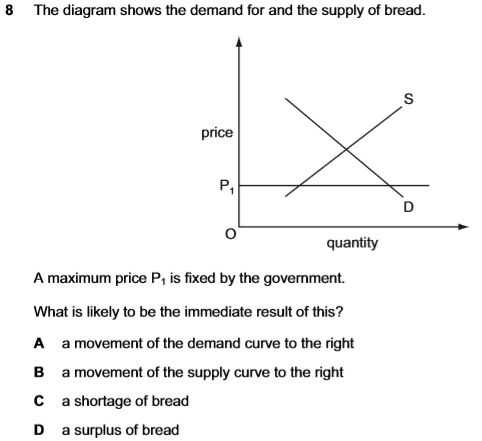 8 The diagram shows the demand for and the supply of bread.
S
price
P1
D
O
quantity
A maximum price P1 is fixed by the government.
What is likely to be the immediate result of this?
A a movement of the demand curve to the right
B a movement of the supply curve to the right
C a shortage of bread
D a surplus of bread